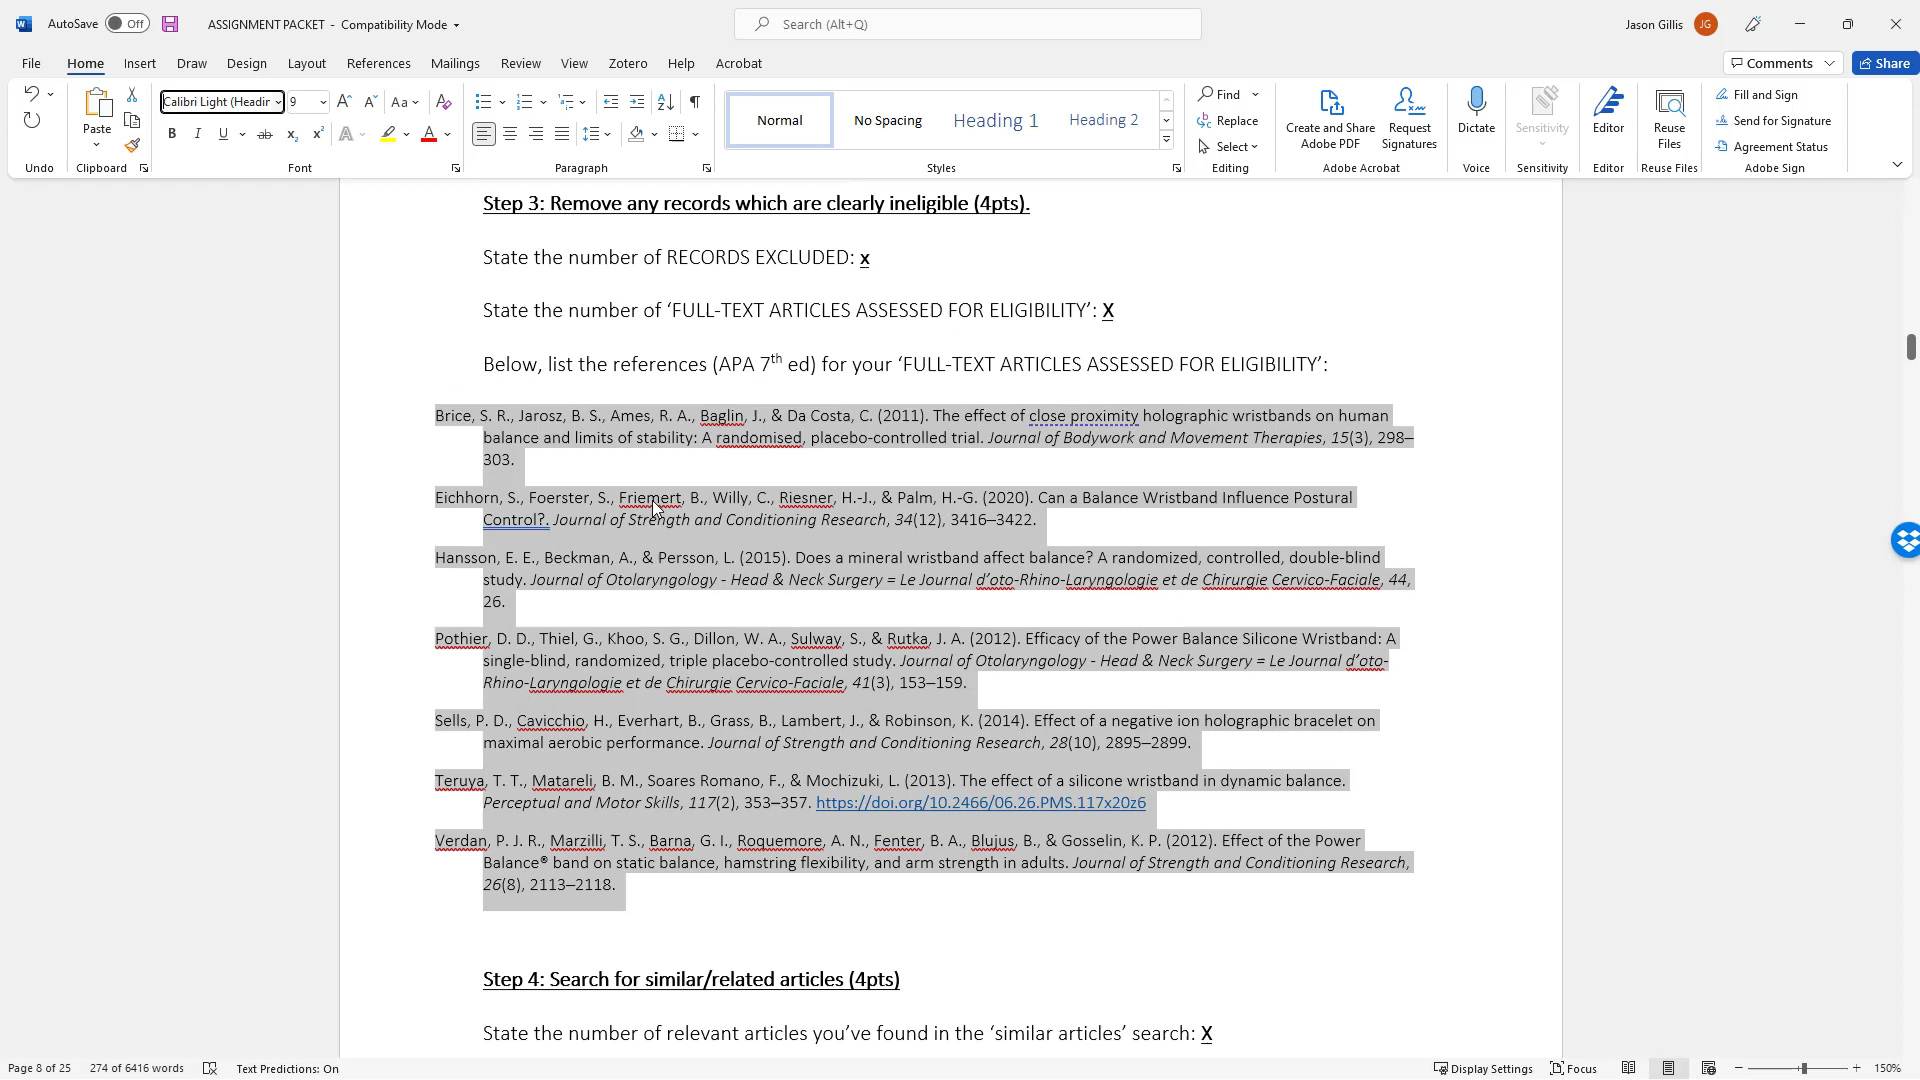 AutoSave Off ASSIGNMENT PACKET - Compatibility Mode Search (Alt+Q) Jason Gillis JG
File Home Insert Draw Design Layout References Mailings Review View Zotero Help Acrobat Comments Share
Calibri Light (Headir 9 Aa
Paste
B I U ab x₂ x² A A
Normal No Spacing Heading 1 Heading 2
Find
Replace
Select
Create and Share
Adobe PDF
Request
Signatures
Dictate
Sensitivity
Editor
Reuse
Files
Fill and Sign
Send for Signature
Agreement Status
Undo Clipboard Font Paragraph Styles Editing Adobe Acrobat Voice Sensitivity Editor Reuse Files Adobe Sign
Step 3: Remove any records which are clearly ineligible (4pts).
State the number of RECORDS EXCLUDED: x
State the number of ‘FULL-TEXT ARTICLES ASSESSED FOR ELIGIBILITY’: X
Below, list the references (APA 7th ed) for your ‘FULL-TEXT ARTICLES ASSESSED FOR ELIGIBILITY’:
Brice, S. R., Jarosz, B. S., Ames, R. A., Baglin, J., & Da Costa, C. (2011). The effect of close proximity holographic wristbands on human
balance and limits of stability: A randomised, placebo-controlled trial. Journal of Bodywork and Movement Therapies, 15(3), 298–
303.
Eichhorn, S., Foerster, S., Friemert, B., Willy, C., Riesner, H.-J., & Palm, H.-G. (2020). Can a Balance Wristband Influence Postural
Control?. Journal of Strength and Conditioning Research, 34(12), 3416–3422.
Hansson, E. E., Beckman, A., & Persson, L. (2015). Does a mineral wristband affect balance? A randomized, controlled, double-blind
study. Journal of Otolaryngology - Head & Neck Surgery = Le Journal d’oto-Rhino-Laryngologie et de Chirurgie Cervico-Faciale, 44,
26.
Pothier, D. D., Thiel, G., Khoo, S. G., Dillon, W. A., Sulway, S., & Rutka, J. A. (2012). Efficacy of the Power Balance Silicone Wristband: A
single-blind, randomized, triple placebo-controlled study. Journal of Otolaryngology - Head & Neck Surgery = Le Journal d’oto-
Rhino-Laryngologie et de Chirurgie Cervico-Faciale, 41(3), 153–159.
Sells, P. D., Cavicchio, H., Everhart, B., Grass, B., Lambert, J., & Robinson, K. (2014). Effect of a negative ion holographic bracelet on
maximal aerobic performance. Journal of Strength and Conditioning Research, 28(10), 2895–2899.
Teruya, T. T., Matareli, B. M., Soares Romano, F., & Mochizuki, L. (2013). The effect of a silicone wristband in dynamic balance.
Perceptual and Motor Skills, 117(2), 353–357. https://doi.org/10.2466/06.26.PMS.117x20z6
Verdan, P. J. R., Marzilli, T. S., Barna, G. I., Roquemore, A. N., Fenter, B. A., Blujus, B., & Gosselin, K. P. (2012). Effect of the Power
Balance® band on static balance, hamstring flexibility, and arm strength in adults. Journal of Strength and Conditioning Research,
26(8), 2113–2118.
Step 4: Search for similar/related articles (4pts)
State the number of relevant articles you’ve found in the ‘similar articles’ search: X
Page 8 of 25 274 of 6416 words Text Predictions: On Display Settings Focus 150%